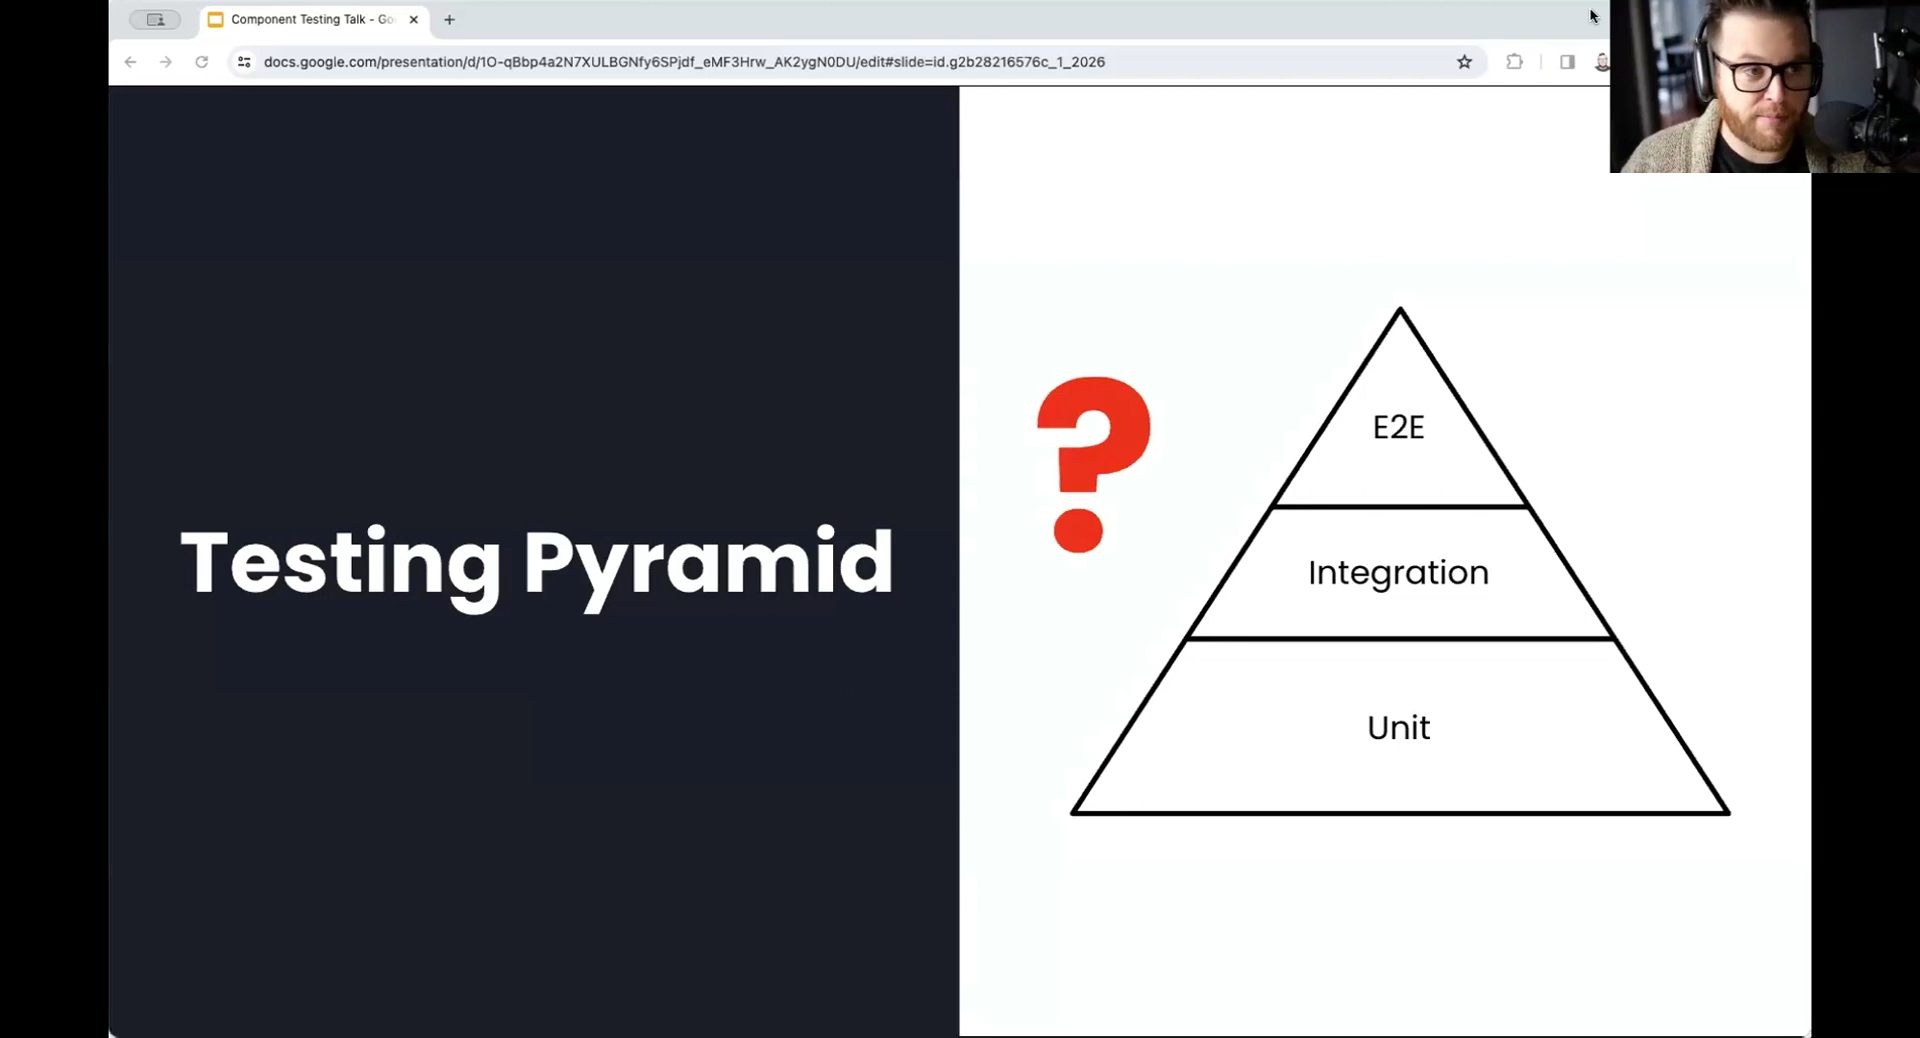 Component Testing Talk - Go
docs.google.com/presentation/d/1O-qBbp4a2N7XULBGNfy6SPjdf_eMF3Hrw_AK2ygN0DU/edit#slide=id.g2b28216576c_1_2026
Testing Pyramid
?
E2E
Integration
Unit